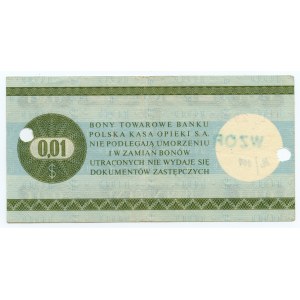 BONY TOWAROWE BANKU
POLSKA KASA OPIEKI S.A.
NIE PODLEGAJĄ UMORZENIU
I W ZAMIAN BONÓW
UTRACONYCH NIE WYDAJE SIĘ
DOKUMENTÓW ZASTĘPCZYCH
0,01
$
WZÓR